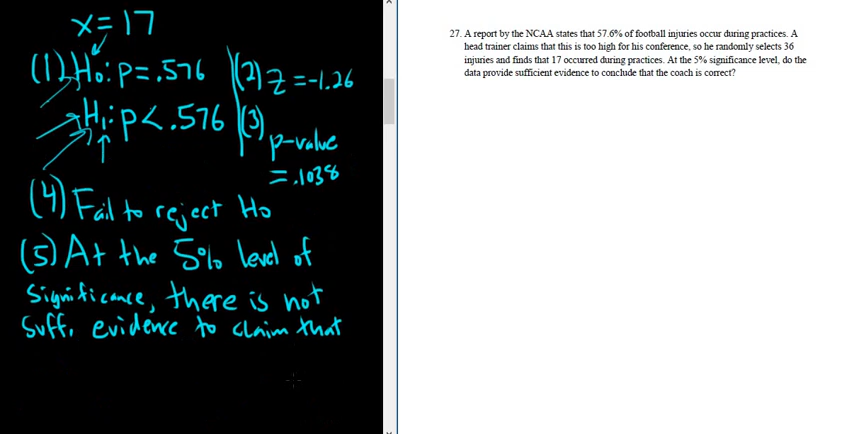 x=17
(1) H₀: p=.576
(2) Z=-1.26
H₁: p<.576
(3) p-value
=.1038
(4) Fail to reject Ho
(5) At the 5% level of
significance, there is not
suff. evidence to claim that
27. A report by the NCAA states that 57.6% of football injuries occur during practices. A
head trainer claims that this is too high for his conference, so he randomly selects 36
injuries and finds that 17 occurred during practices. At the 5% significance level, do the
data provide sufficient evidence to conclude that the coach is correct?